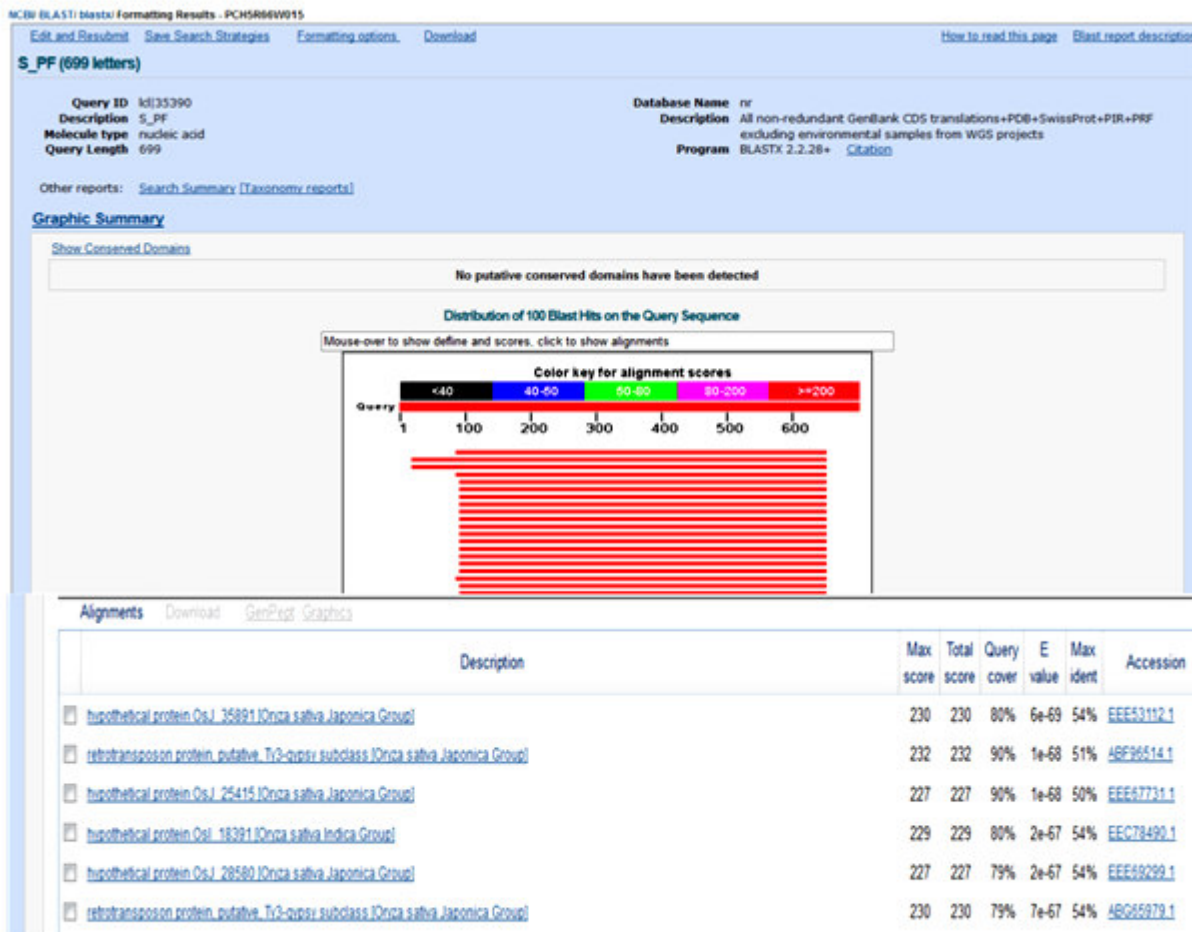 NCBI/ BLAST/ blastx/ Formatting Results - PCH5R66W015
Edit and Resubmit Save Search Strategies Formatting options Download How to read this page Blast report description
S_PF (699 letters)
Query ID lcl|35390
Description S_PF
Molecule type nucleic acid
Query Length 699
Database Name nr
Description All non-redundant GenBank CDS translations+PDB+SwissProt+PIR+PRF
excluding environmental samples from WGS projects
Program BLASTX 2.2.28+ Citation
Other reports: Search Summary [Taxonomy reports]
Graphic Summary
Show Conserved Domains
No putative conserved domains have been detected
Distribution of 100 Blast Hits on the Query Sequence
Mouse-over to show define and scores, click to show alignments
Color key for alignment scores
<40 40-50 50-80 80-200 >=200
Query
1 100 200 300 400 500 600
Alignments Download GenPept Graphics
Description Max score Total score Query cover E value Max ident Accession
hypothetical protein OsJ_35891 [Oryza sativa Japonica Group] 230 230 80% 6e-69 54% EEE53112.1
retrotransposon protein, putative, Ty3-gypsy subclass [Oryza sativa Japonica Group] 232 232 90% 1e-68 51% ABF96514.1
hypothetical protein OsJ_25415 [Oryza sativa Japonica Group] 227 227 90% 1e-68 50% EEE67731.1
hypothetical protein OsI_18391 [Oryza sativa Indica Group] 229 229 80% 2e-67 54% EEC78490.1
hypothetical protein OsJ_28580 [Oryza sativa Japonica Group] 227 227 79% 2e-67 54% EEE69299.1
retrotransposon protein, putative, Ty3-gypsy subclass [Oryza sativa Japonica Group] 230 230 79% 7e-67 54% ABG65979.1